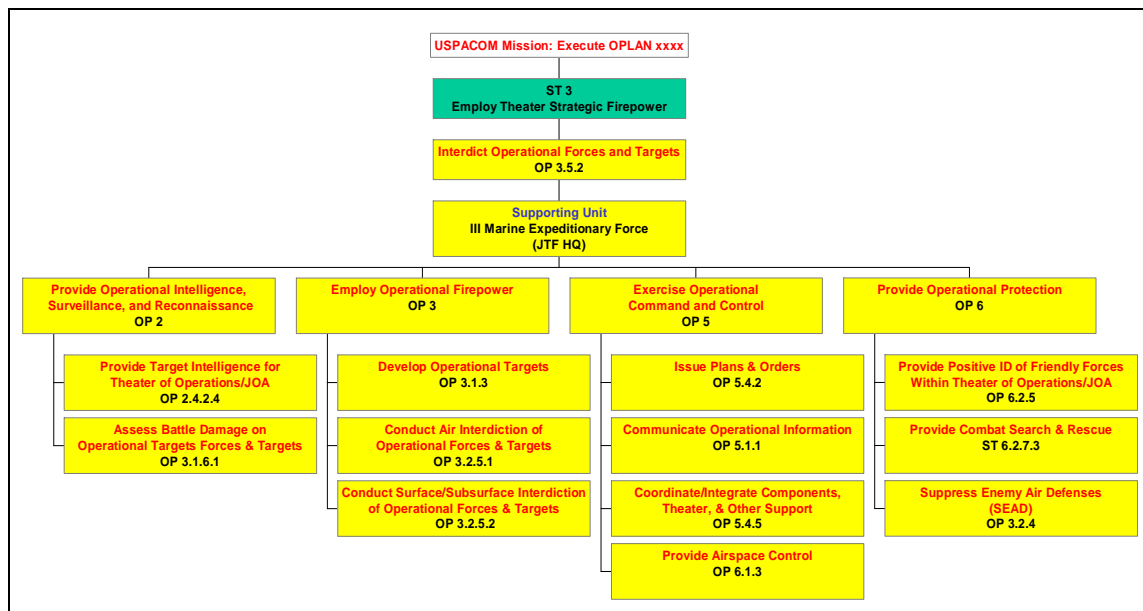 USPACOM Mission: Execute OPLAN xxxx
ST 3
Employ Theater Strategic Firepower
Interdict Operational Forces and Targets
OP 3.5.2
Supporting Unit
III Marine Expeditionary Force
(JTF HQ)
Provide Operational Intelligence,
Surveillance, and Reconnaissance
OP 2
Provide Target Intelligence for
Theater of Operations/JOA
OP 2.4.2.4
Assess Battle Damage on
Operational Targets Forces & Targets
OP 3.1.6.1
Employ Operational Firepower
OP 3
Develop Operational Targets
OP 3.1.3
Conduct Air Interdiction of
Operational Forces & Targets
OP 3.2.5.1
Conduct Surface/Subsurface Interdiction
of Operational Forces & Targets
OP 3.2.5.2
Exercise Operational
Command and Control
OP 5
Issue Plans & Orders
OP 5.4.2
Communicate Operational Information
OP 5.1.1
Coordinate/Integrate Components,
Theater, & Other Support
OP 5.4.5
Provide Airspace Control
OP 6.1.3
Provide Operational Protection
OP 6
Provide Positive ID of Friendly Forces
Within Theater of Operations/JOA
OP 6.2.5
Provide Combat Search & Rescue
ST 6.2.7.3
Suppress Enemy Air Defenses
(SEAD)
OP 3.2.4